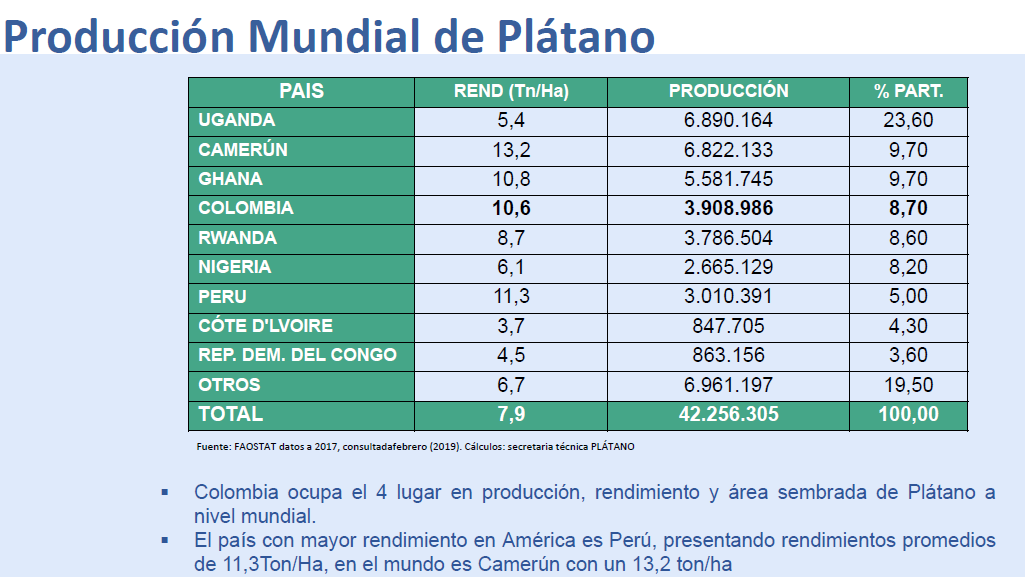 Producción Mundial de Plátano
PAIS REND (Tn/Ha) PRODUCCIÓN % PART.
UGANDA 5,4 6.890.164 23,60
CAMERÚN 13,2 6.822.133 9,70
GHANA 10,8 5.581.745 9,70
COLOMBIA 10,6 3.908.986 8,70
RWANDA 8,7 3.786.504 8,60
NIGERIA 6,1 2.665.129 8,20
PERU 11,3 3.010.391 5,00
CÓTE D'LVOIRE 3,7 847.705 4,30
REP. DEM. DEL CONGO 4,5 863.156 3,60
OTROS 6,7 6.961.197 19,50
TOTAL 7,9 42.256.305 100,00
Fuente: FAOSTAT datos a 2017, consultadafebrero (2019). Cálculos: secretaria técnica PLÁTANO
▪ Colombia ocupa el 4 lugar en producción, rendimiento y área sembrada de Plátano a
nivel mundial.
▪ El país con mayor rendimiento en América es Perú, presentando rendimientos promedios
de 11,3Ton/Ha, en el mundo es Camerún con un 13,2 ton/ha